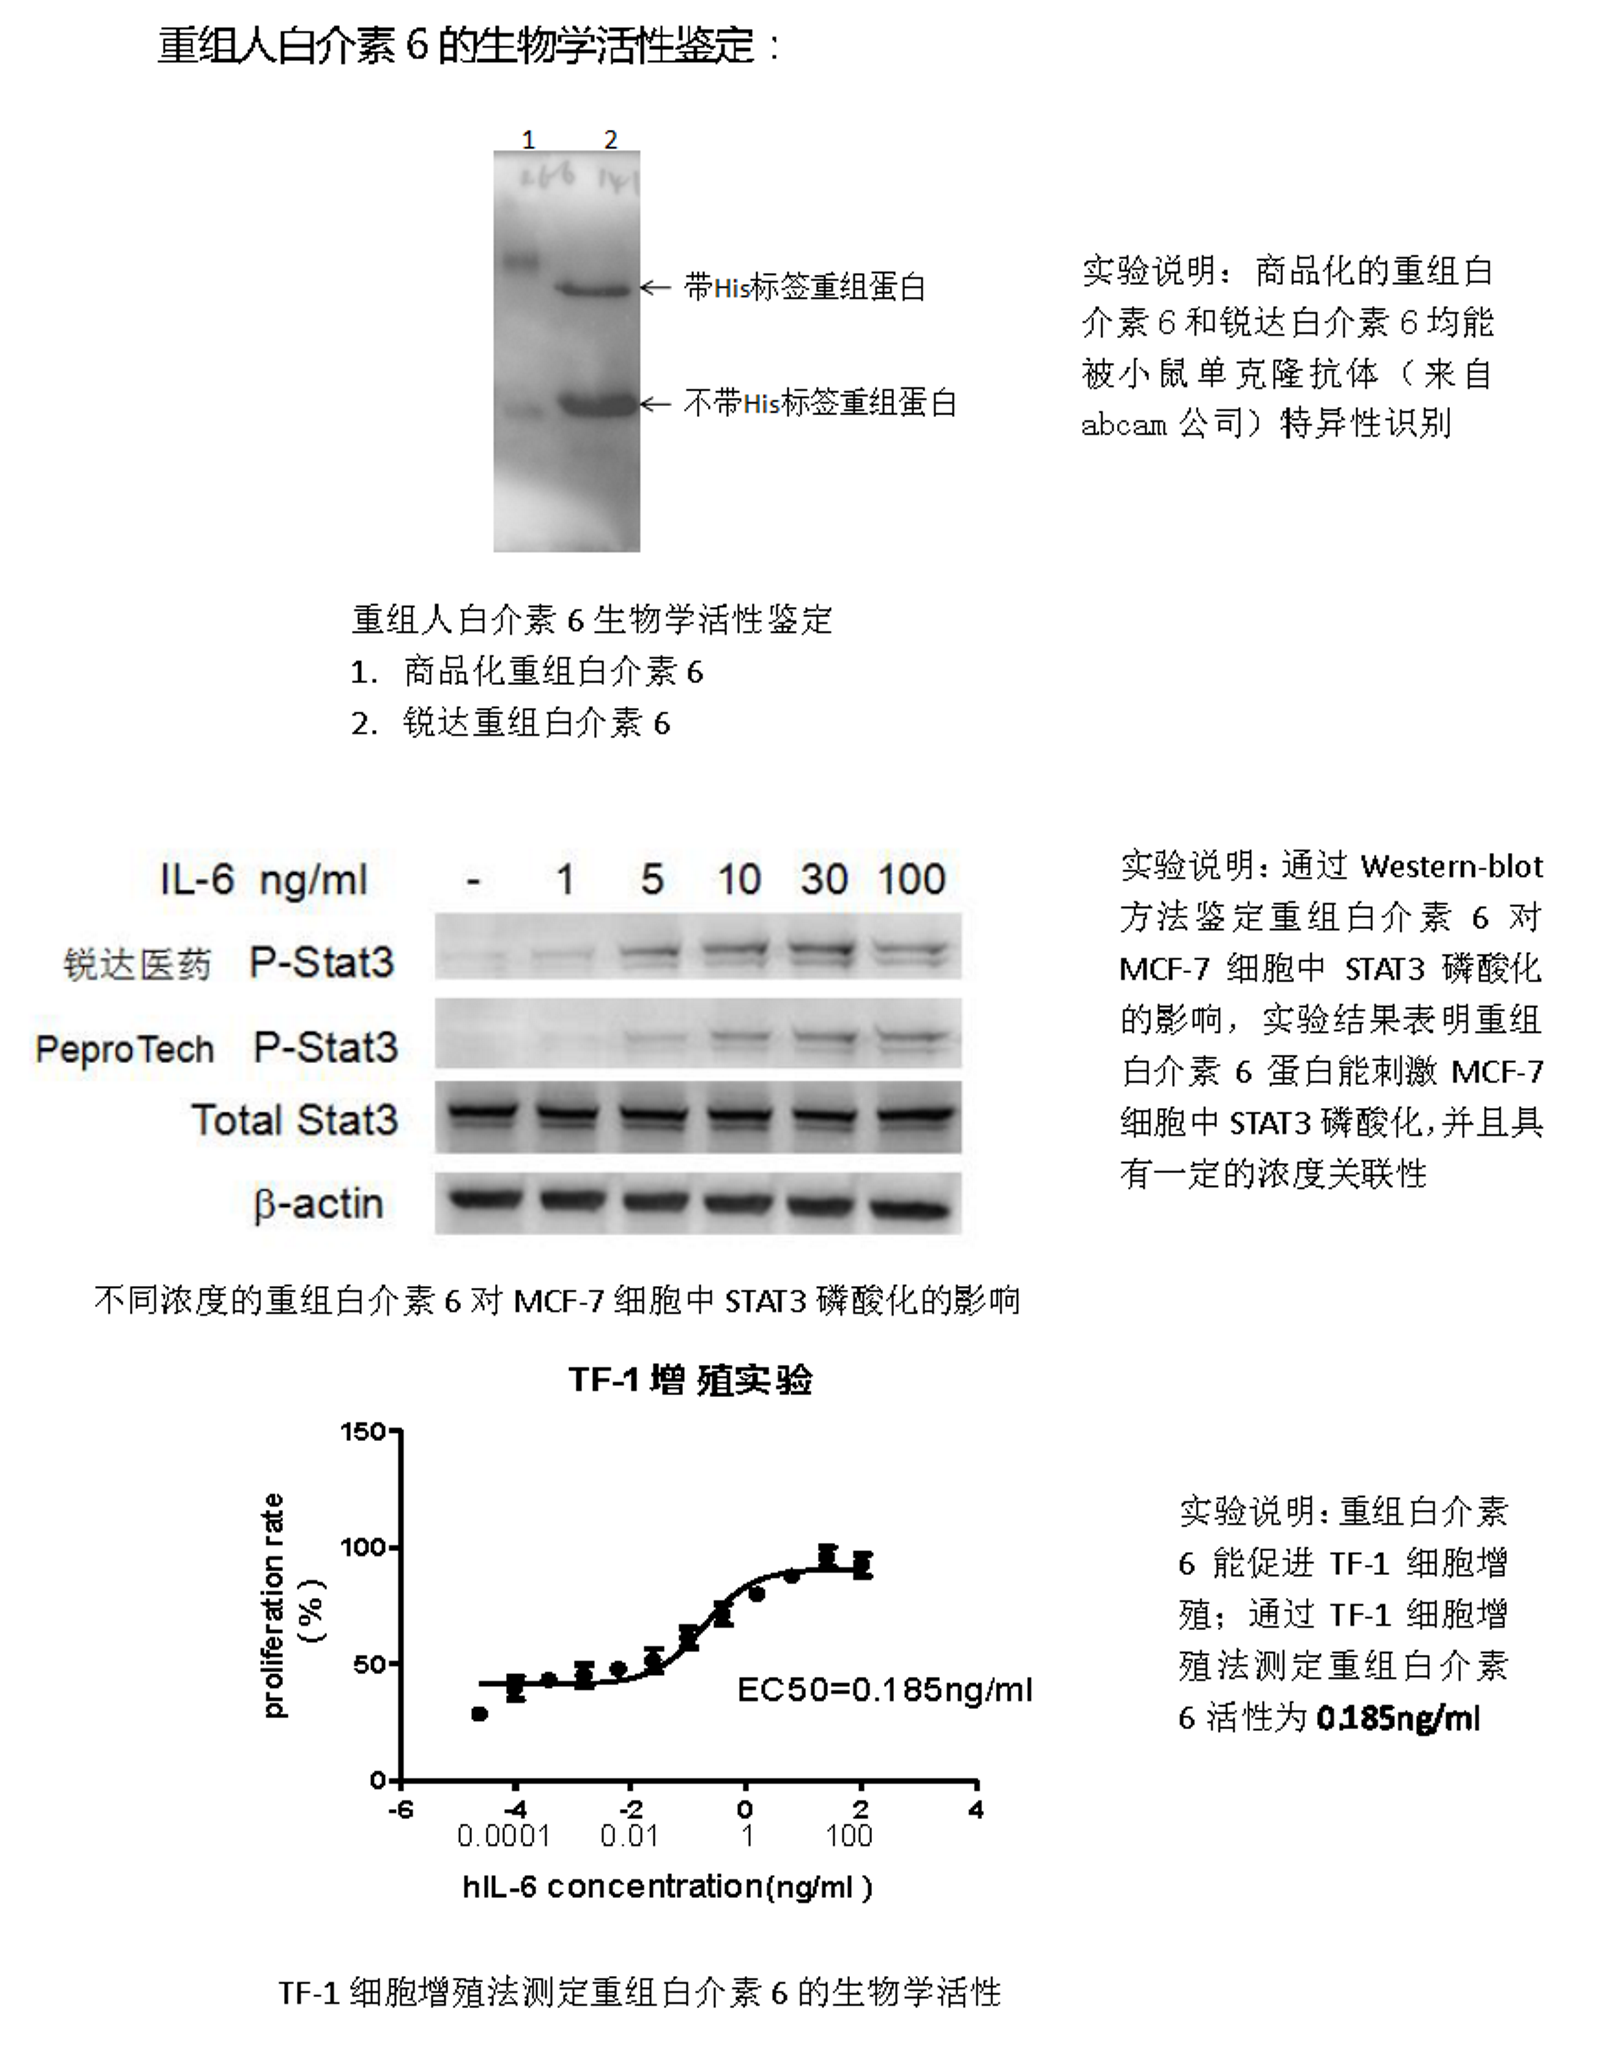 重组人白介素 6 的生物学活性鉴定：
1 2
带His标签重组蛋白
不带His标签重组蛋白
实验说明：商品化的重组白
介素 6 和锐达白介素 6 均能
被小鼠单克隆抗体（来自
abcam 公司）特异性识别
重组人白介素 6 生物学活性鉴定
1. 商品化重组白介素 6
2. 锐达重组白介素 6
IL-6 ng/ml - 1 5 10 30 100
锐达医药 P-Stat3
PeproTech P-Stat3
Total Stat3
β-actin
实验说明：通过 Western-blot
方法鉴定重组白介素 6 对
MCF-7 细胞中 STAT3 磷酸化
的影响，实验结果表明重组
白介素 6 蛋白能刺激 MCF-7
细胞中 STAT3 磷酸化，并且具
有一定的浓度关联性
不同浓度的重组白介素 6 对 MCF-7 细胞中 STAT3 磷酸化的影响
TF-1 增 殖实验
150
100
50
0
proliferation rate
(%)
EC50=0.185ng/ml
-6 -4 -2 0 2 4
0.0001 0.01 1 100
hIL-6 concentration(ng/ml )
实验说明：重组白介素
6 能促进 TF-1 细胞增
殖；通过 TF-1 细胞增
殖法测定重组白介素
6 活性为 0.185ng/ml
TF-1 细胞增殖法测定重组白介素 6 的生物学活性